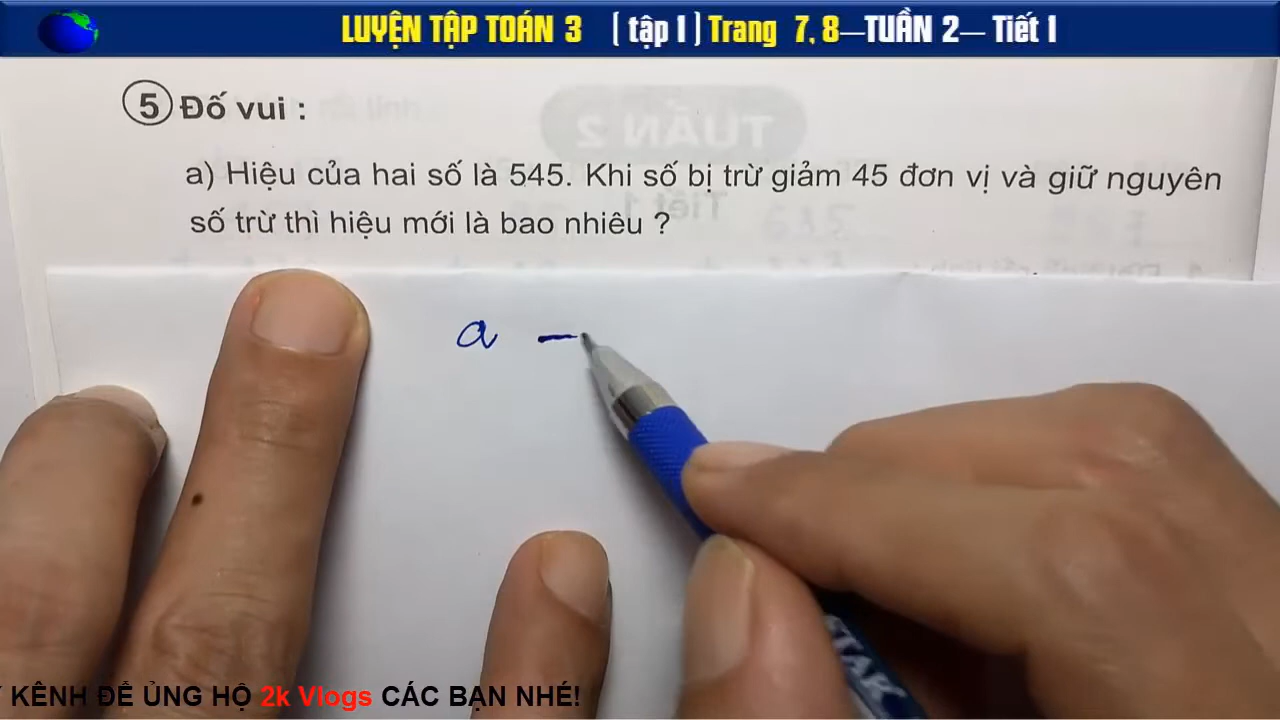 LUYỆN TẬP TOÁN 3 ( tập 1 ) Trang 7, 8–TUẦN 2– Tiết 1
5 Đố vui :
a) Hiệu của hai số là 545. Khi số bị trừ giảm 45 đơn vị và giữ nguyên
số trừ thì hiệu mới là bao nhiêu ?
a –
KÊNH ĐỂ ỦNG HỘ 2k Vlogs CÁC BẠN NHÉ!